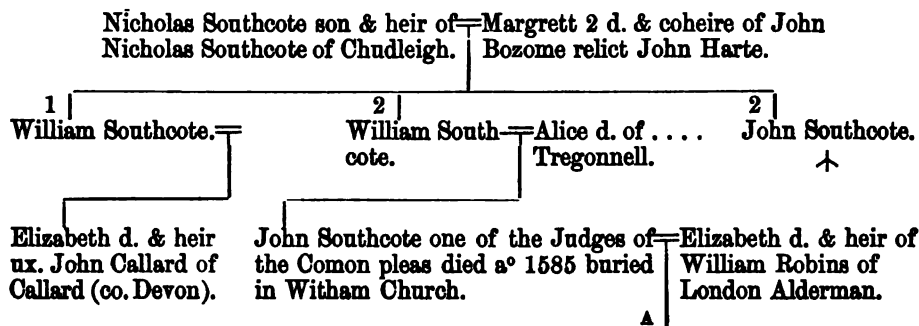 Nicholas Southcote son & heir of
Nicholas Southcote of Chudleigh.
Margrett 2 d. & coheire of John
Bozome relict John Harte.
1
William Southcote.
2
William South-
cote.
Alice d. of . . . .
Tregonnell.
2
John Southcote.
Elizabeth d. & heir
ux. John Callard of
Callard (co. Devon).
John Southcote one of the Judges of
the Comon pleas died aº 1585 buried
in Witham Church.
Elizabeth d. & heir of
William Robins of
London Alderman.
A